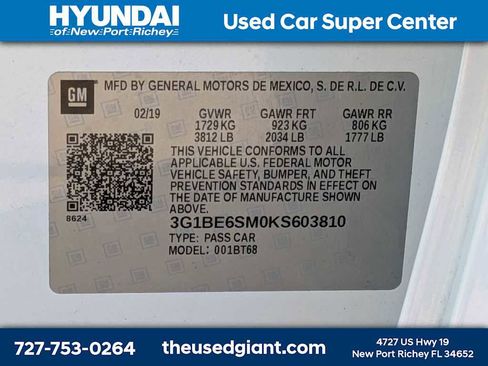 HYUNDAI
of New Port Richey
Used Car Super Center
GM
MFD BY GENERAL MOTORS DE MEXICO, S. DE R.L. DE C.V.
02/19 GVWR GAWR FRT GAWR RR
1729 KG 923 KG 806 KG
3812 LB 2034 LB 1777 LB
THIS VEHICLE CONFORMS TO ALL
APPLICABLE U.S. FEDERAL MOTOR
VEHICLE SAFETY, BUMPER, AND THEFT
PREVENTION STANDARDS IN EFFECT ON
THE DATE OF MANUFACTURE SHOWN
ABOVE.
8624
3G1BE6SM0KS603810
TYPE: PASS CAR
MODEL: 001BT68
727-753-0264
theusedgiant.com
4727 US Hwy 19
New Port Richey FL 34652